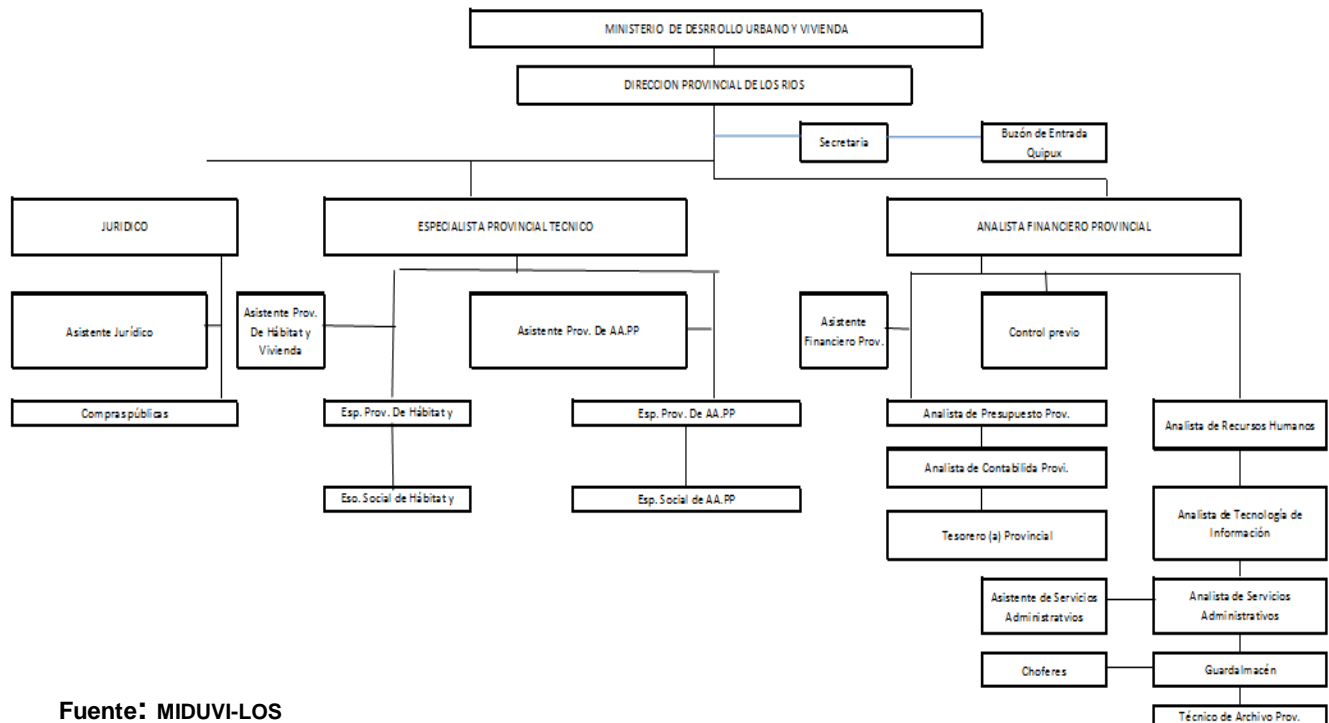 MINISTERIO DE DESRROLLO URBANO Y VIVIENDA
DIRECCION PROVINCIAL DE LOS RIOS
Secretaria
Buzón de Entrada
Quipux
JURIDICO
ESPECIALISTA PROVINCIAL TECNICO
ANALISTA FINANCIERO PROVINCIAL
Asistente Jurídico
Asistente Prov.
De Hábitat y
Vivienda
Asistente Prov. De AA.PP
Asistente
Financiero Prov.
Control previo
Compras públicas
Esp. Prov. De Hábitat y
Esp. Prov. De AA.PP
Analista de Presupuesto Prov.
Analista de Recursos Humanos
Analista de Contabilida Provi.
Eso. Social de Hábitat y
Esp. Social de AA.PP
Analista de Tecnología de
Información
Tesorero (a) Provincial
Asistente de Servicios
Administratvios
Analista de Servicios
Administrativos
Choferes
Guardalmacén
Técnico de Archivo Prov.
Fuente: MIDUVI-LOS